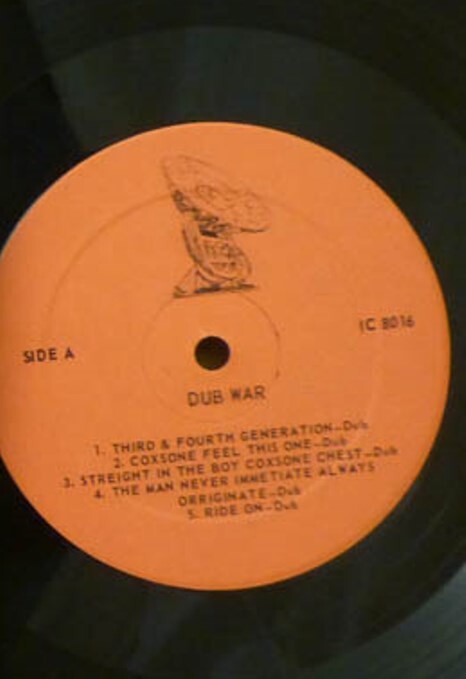 SIDE A
IC 8016
DUB WAR
1. THIRD & FOURTH GENERATION—Dub
2. COXSONE FEEL THIS ONE—Dub
3. STREIGHT IN THE BOY COXSONE CHEST—Dub
4. THE MAN NEVER IMMETIATE ALWAYS
ORRIGINATE—Dub
5. RIDE ON—Dub